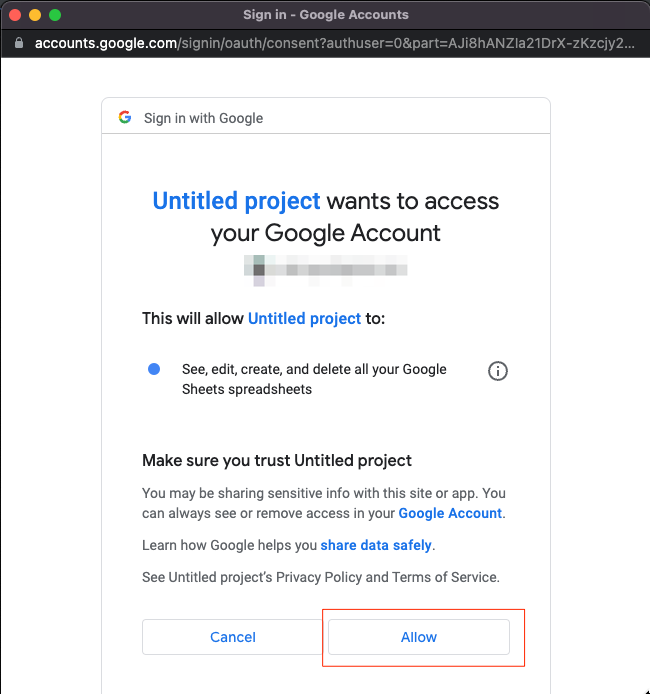 Sign in - Google Accounts
accounts.google.com/signin/oauth/consent?authuser=0&part=AJi8hANZla21DrX-zKzcjy2...
Sign in with Google
Untitled project wants to access
your Google Account
This will allow Untitled project to:
See, edit, create, and delete all your Google
Sheets spreadsheets
Make sure you trust Untitled project
You may be sharing sensitive info with this site or app. You
can always see or remove access in your Google Account.
Learn how Google helps you share data safely.
See Untitled project's Privacy Policy and Terms of Service.
Cancel
Allow